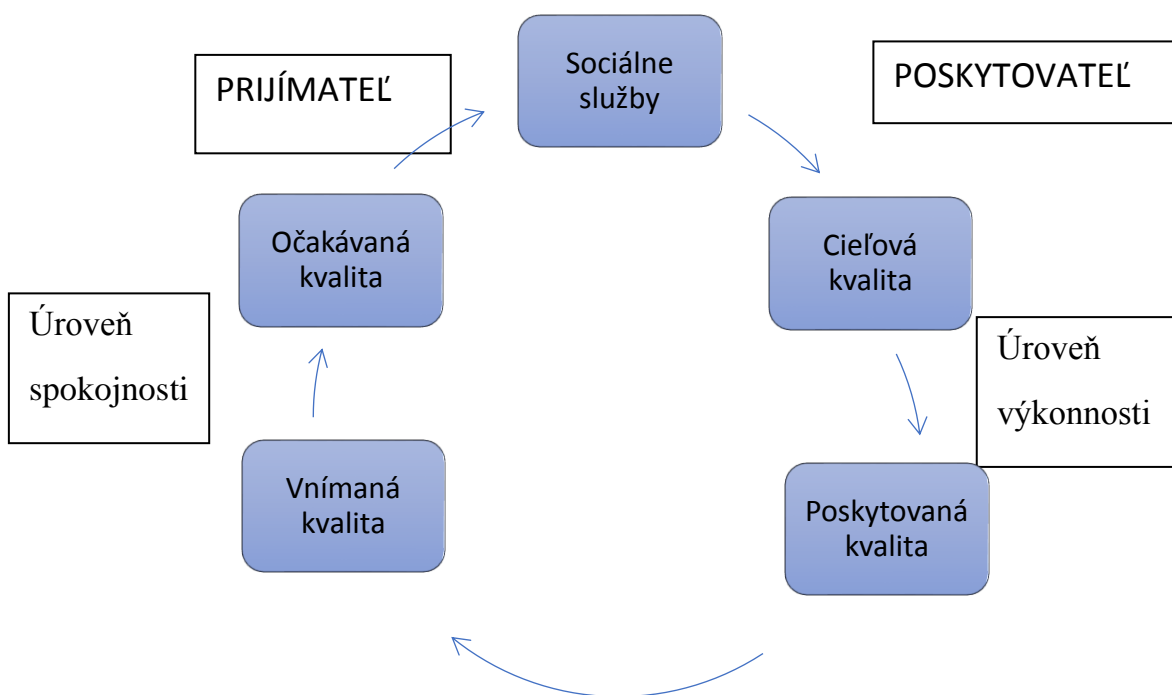 Sociálne
služby
PRIJÍMATEĽ
POSKYTOVATEĽ
Očakávaná
kvalita
Cieľová
kvalita
Úroveň
spokojnosti
Úroveň
výkonnosti
Vnímaná
kvalita
Poskytovaná
kvalita